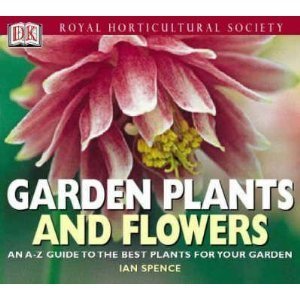 DK
ROYAL HORTICULTURAL SOCIETY
GARDEN PLANTS
AND FLOWERS
AN A-Z GUIDE TO THE BEST PLANTS FOR YOUR GARDEN
IAN SPENCE